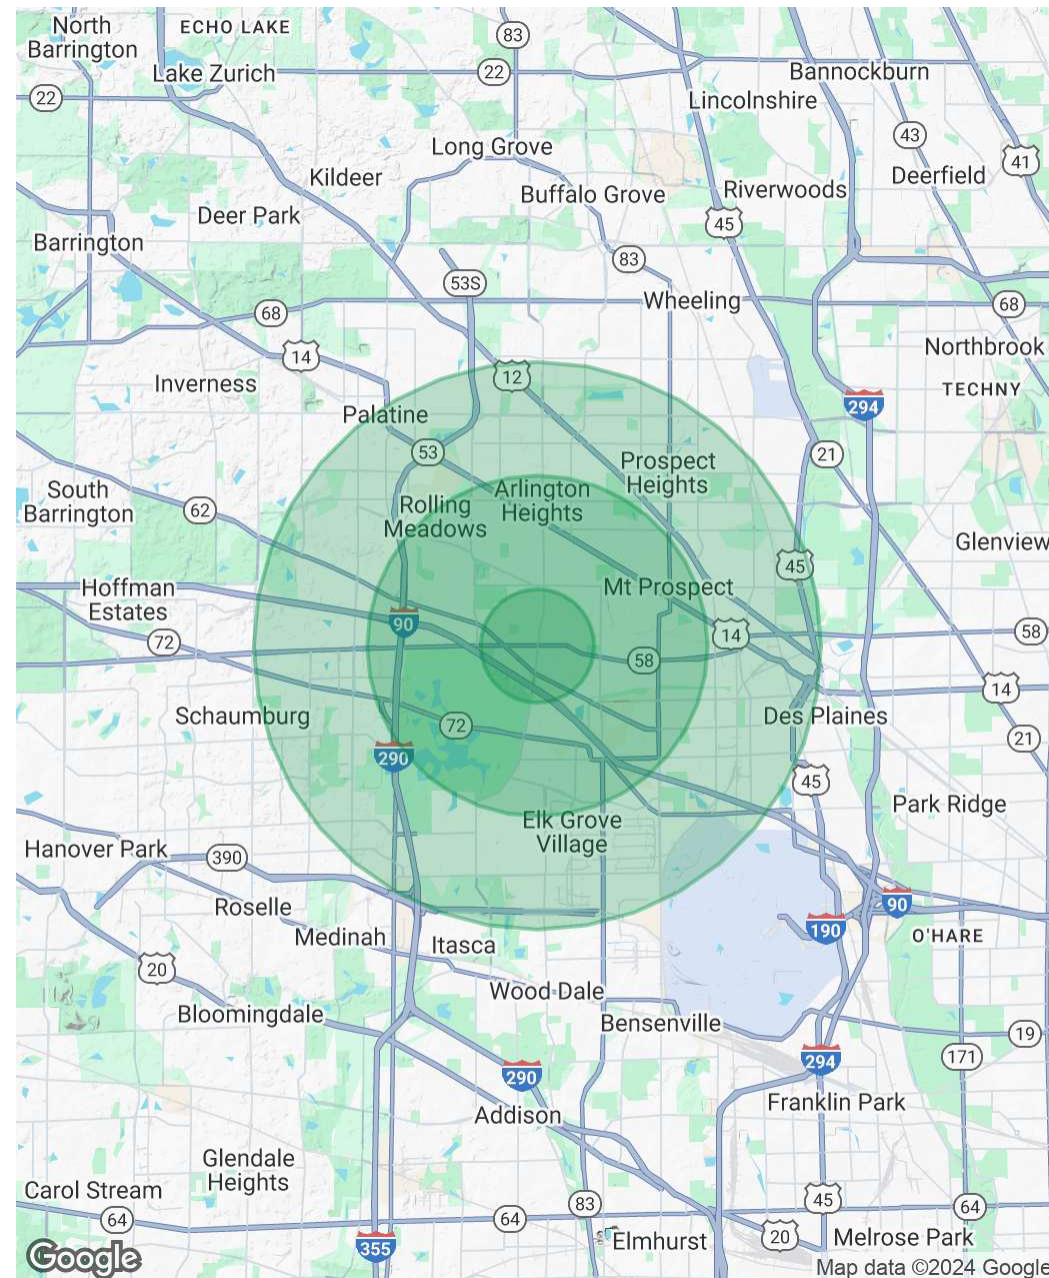 North
Barrington
ECHO LAKE
83
Lake Zurich
22
22
Bannockburn
Lincolnshire
43
41
Long Grove
Kildeer
Buffalo Grove
Riverwoods
Deerfield
Deer Park
45
Barrington
83
53S
Wheeling
68
68
14
Northbrook
12
Inverness
TECHNY
294
Palatine
53
21
Prospect
Heights
South
Barrington
62
Rolling
Meadows
Arlington
Heights
Glenview
45
Hoffman
Estates
Mt Prospect
90
72
14
58
58
14
Schaumburg
72
Des Plaines
21
290
45
Park Ridge
Elk Grove
Village
Hanover Park
390
90
Roselle
190
O'HARE
Medinah
Itasca
20
Wood Dale
Bloomingdale
Bensenville
19
171
294
290
Addison
Franklin Park
Glendale
Heights
Carol Stream
64
64
83
45
64
20
355
Elmhurst
Melrose Park
Google
Map data ©2024 Google